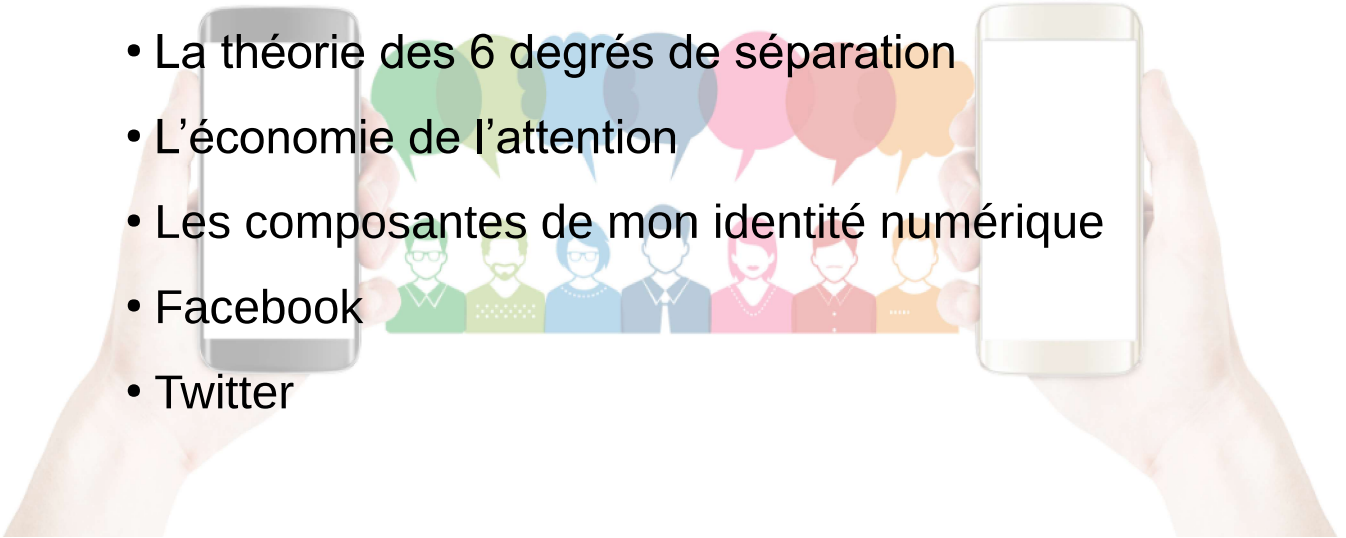 • La théorie des 6 degrés de séparation
• L’économie de l’attention
• Les composantes de mon identité numérique
• Facebook
• Twitter